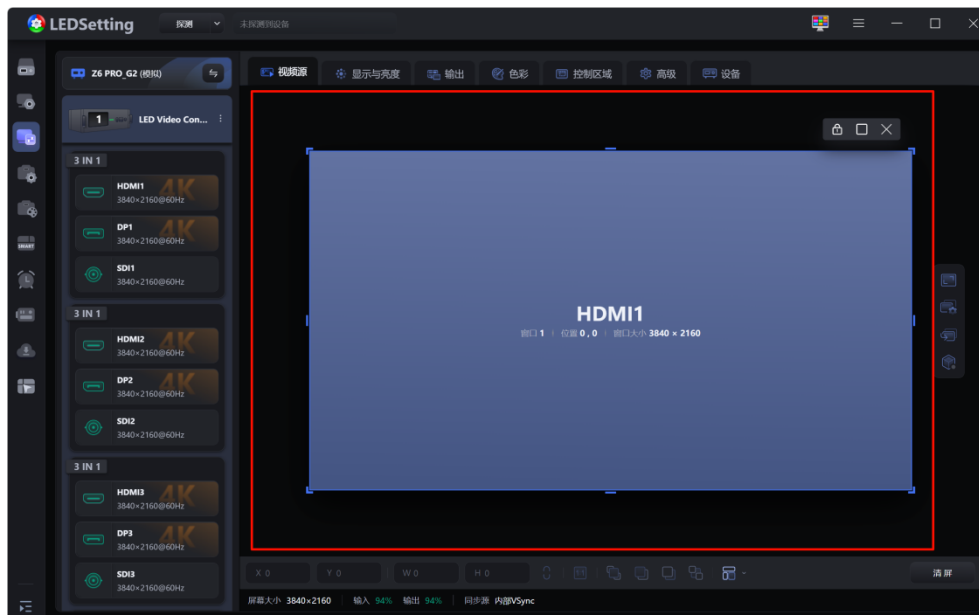 LEDSetting
探测
未探测到设备
Z6 PRO_G2 (模拟)
1
LED Video Con...
视频源
显示与亮度
输出
色彩
控制区域
高级
设备
3 IN 1
HDMI1
4K
3840×2160@60Hz
DP1
4K
3840×2160@60Hz
SDI1
3840×2160@60Hz
3 IN 1
HDMI2
4K
3840×2160@60Hz
DP2
4K
3840×2160@60Hz
SDI2
3840×2160@60Hz
3 IN 1
HDMI3
4K
3840×2160@60Hz
DP3
4K
3840×2160@60Hz
SDI3
3840×2160@60Hz
SMART
HDMI1
窗口 1 | 位置 0 , 0 | 窗口大小 3840 × 2160
X 0
Y 0
W 0
H 0
清屏
屏幕大小 3840×2160 | 输入 94% 输出 94% | 同步源 内部VSync